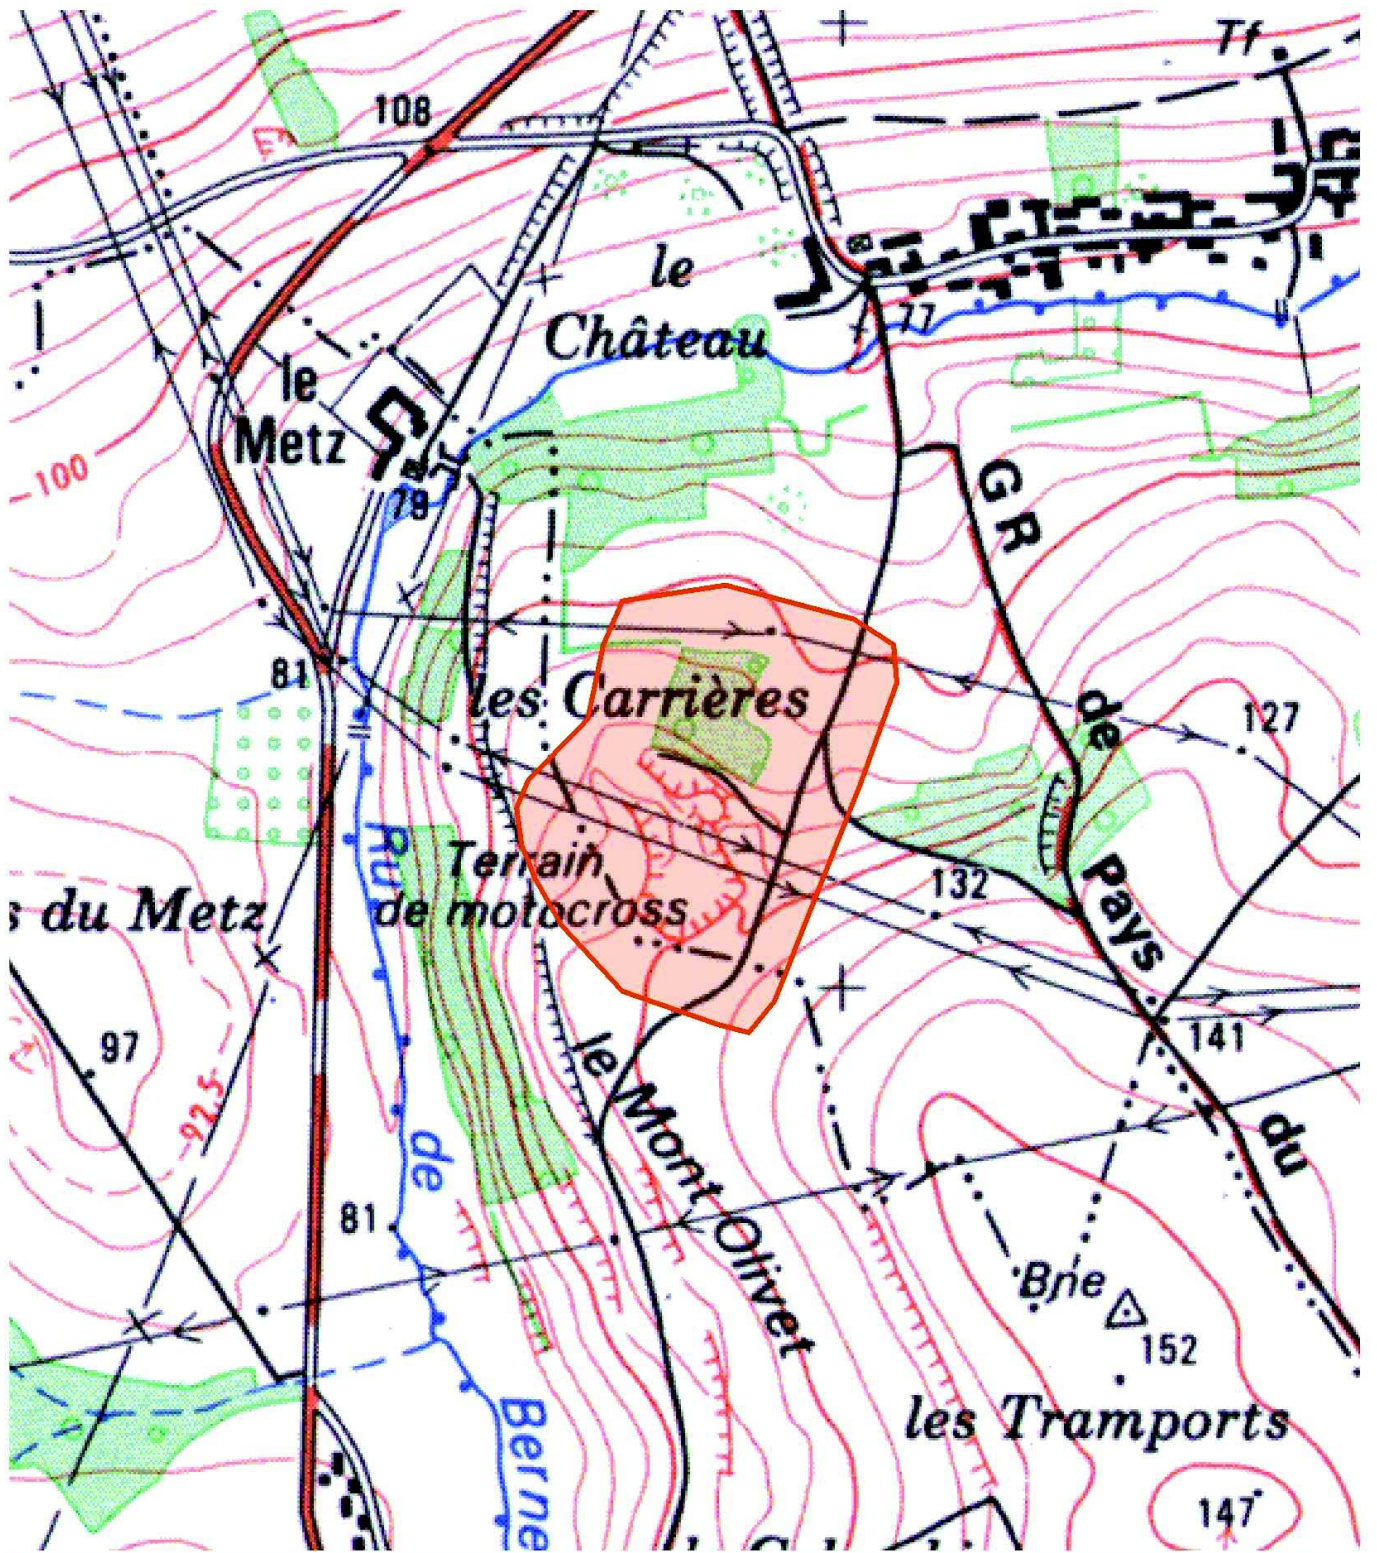 Tf
108
le
Château
77
le
Metz
100
79
GR
81
les Carrières
de
127
Ru
Terrain
de motocross
132
Pays
s du Metz
97
141
le Mont Olivet
92.5
du
de
81
Brie
152
les Tramports
Berne
147